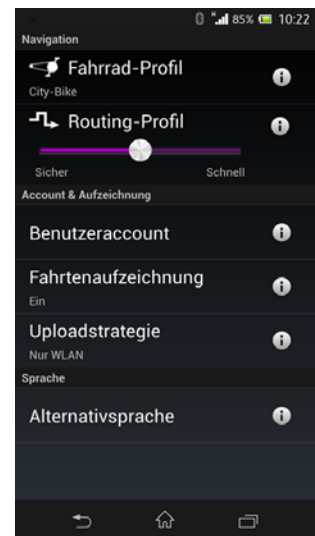 85% 10:22
Navigation
Fahrrad-Profil
City-Bike
Routing-Profil
Sicher Schnell
Account & Aufzeichnung
Benutzeraccount
Fahrtenaufzeichnung
Ein
Uploadstrategie
Nur WLAN
Sprache
Alternativsprache